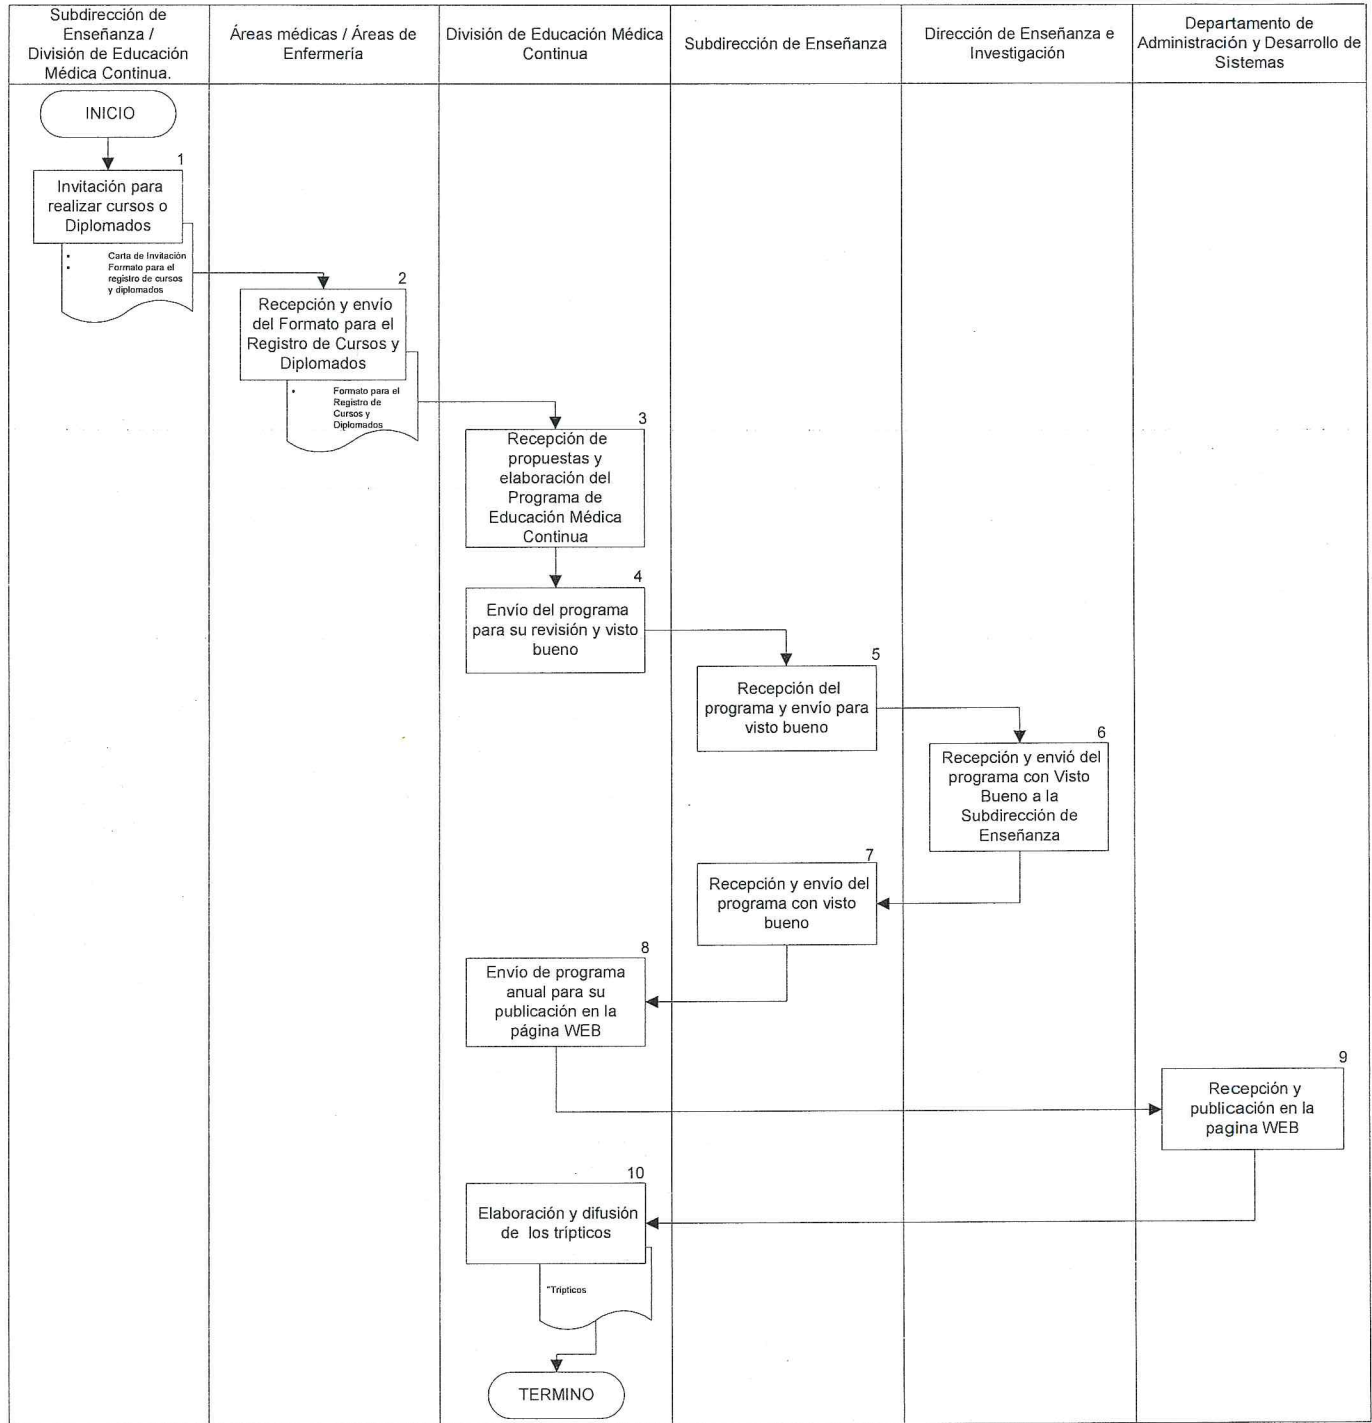 Subdirección de
Enseñanza /
División de Educación
Médica Continua.
Áreas médicas / Áreas de
Enfermería
División de Educación Médica
Continua
Subdirección de Enseñanza
Dirección de Enseñanza e
Investigación
Departamento de
Administración y Desarrollo de
Sistemas
INICIO
1
Invitación para
realizar cursos o
Diplomados
• Carta de Invitación
• Formato para el
registro de cursos
y diplomados
2
Recepción y envío
del Formato para el
Registro de Cursos y
Diplomados
• Formato para el
Registro de
Cursos y
Diplomados
3
Recepción de
propuestas y
elaboración del
Programa de
Educación Médica
Continua
4
Envío del programa
para su revisión y visto
bueno
5
Recepción del
programa y envío para
visto bueno
6
Recepción y envió del
programa con Visto
Bueno a la
Subdirección de
Enseñanza
7
Recepción y envío del
programa con visto
bueno
8
Envío de programa
anual para su
publicación en la
página WEB
9
Recepción y
publicación en la
pagina WEB
10
Elaboración y difusión
de los trípticos
"Trípticos
TERMINO